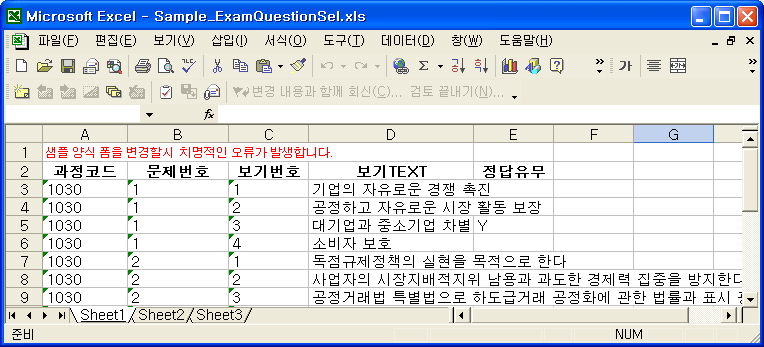 Microsoft Excel - Sample_ExamQuestionSel.xls
파일(F) 편집(E) 보기(V) 삽입(I) 서식(O) 도구(T) 데이터(D) 창(W) 도움말(H)
가
변경 내용과 함께 회신(C)... 검토 끝내기(N)...
fx
A B C D E F G
1 샘플 양식 폼을 변경할시 치명적인 오류가 발생합니다.
2 과정코드 문제번호 보기번호 보기TEXT 정답유무
3 1030 1 1 기업의 자유로운 경쟁 촉진
4 1030 1 2 공정하고 자유로운 시장 활동 보장
5 1030 1 3 대기업과 중소기업 차별 Y
6 1030 1 4 소비자 보호
7 1030 2 1 독점규제정책의 실현을 목적으로 한다
8 1030 2 2 사업자의 시장지배적지위 남용과 과도한 경제력 집중을 방지한다
9 1030 2 3 공정거래법 특별법으로 하도급거래 공정화에 관한 법률과 표시
Sheet1 Sheet2 Sheet3
준비 NUM